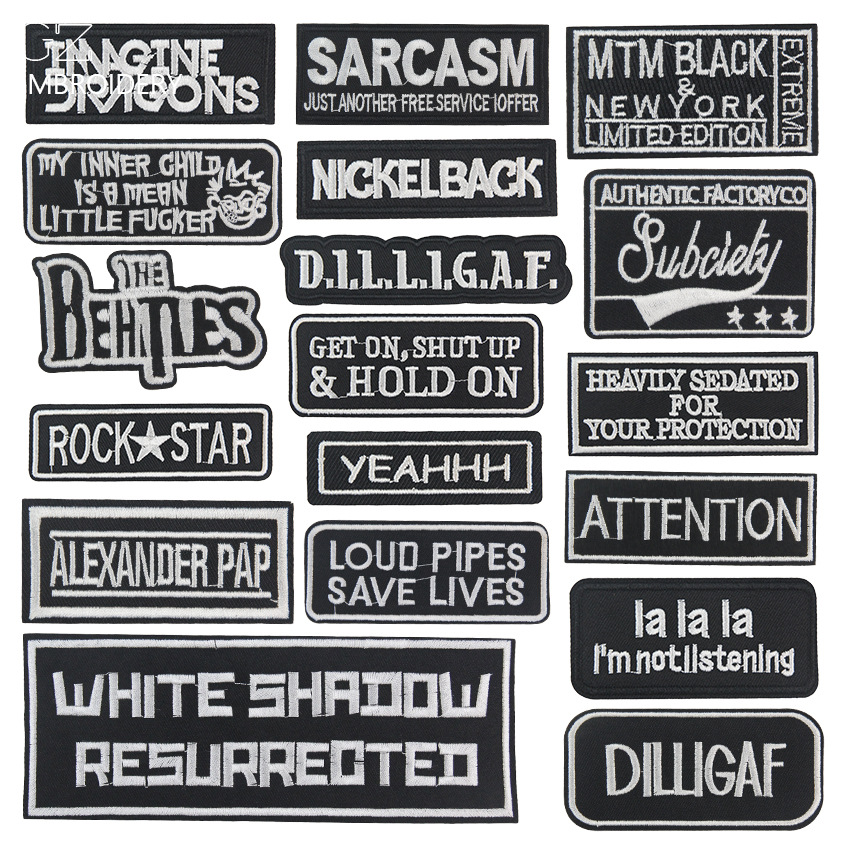 IMAGINE
DRAGONS
SZ
MBROIDERY
SARCASM
JUST ANOTHER FREE SERVICE I OFFER
MTM BLACK
&
NEW YORK
LIMITED EDITION
EXTREME
MY INNER CHILD
IS A MEAN
LITTLE FUCKER
NICKELBACK
AUTHENTIC.FACTORY CO
Subciety
THE
BEATLES
D.I.L.L.I.G.A.F.
GET ON, SHUT UP
& HOLD ON
HEAVILY SEDATED
FOR
YOUR PROTECTION
ROCK★STAR
YEAHHH
ATTENTION
ALEXANDER PAP
LOUD PIPES
SAVE LIVES
la la la
I'm not listening
WHITE SHADOW
RESURRECTED
DILLIGAF